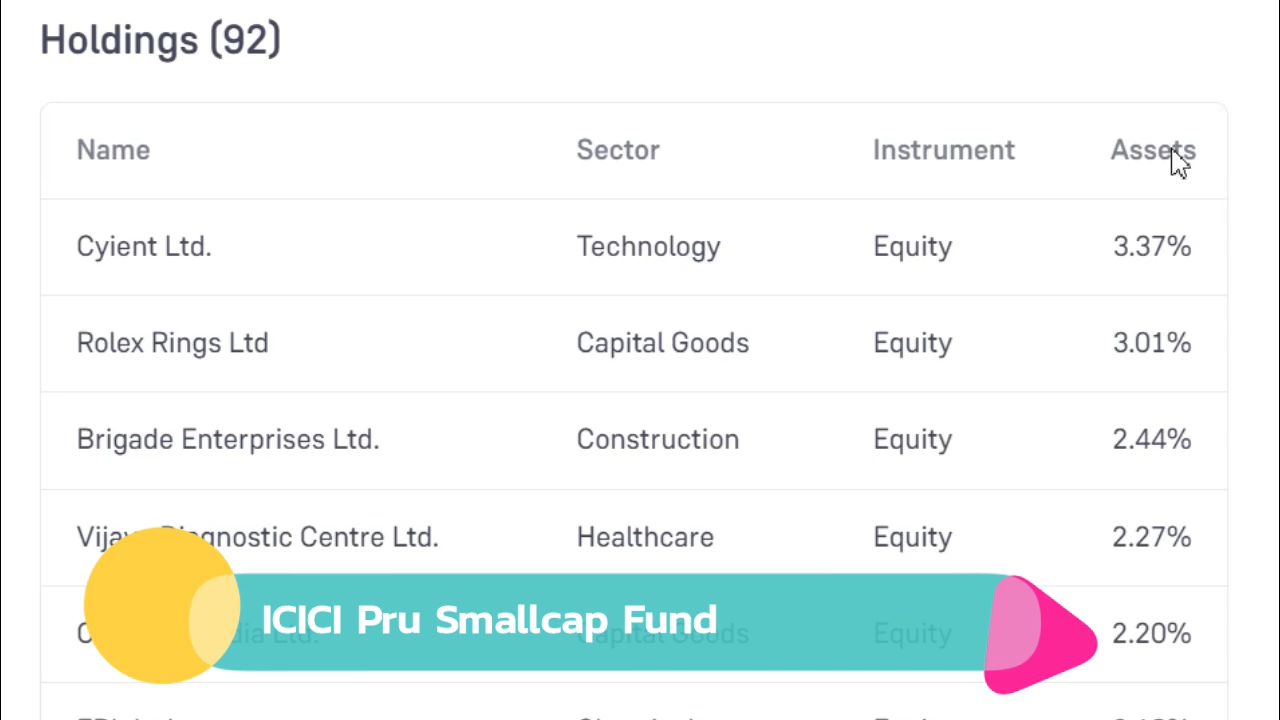 Holdings (92)
Name Sector Instrument Assets
Cyient Ltd. Technology Equity 3.37%
Rolex Rings Ltd Capital Goods Equity 3.01%
Brigade Enterprises Ltd. Construction Equity 2.44%
Diagnostic Centre Ltd. Healthcare Equity 2.27%
ICICI Pru Smallcap Fund
Capital Goods Equity 2.20%